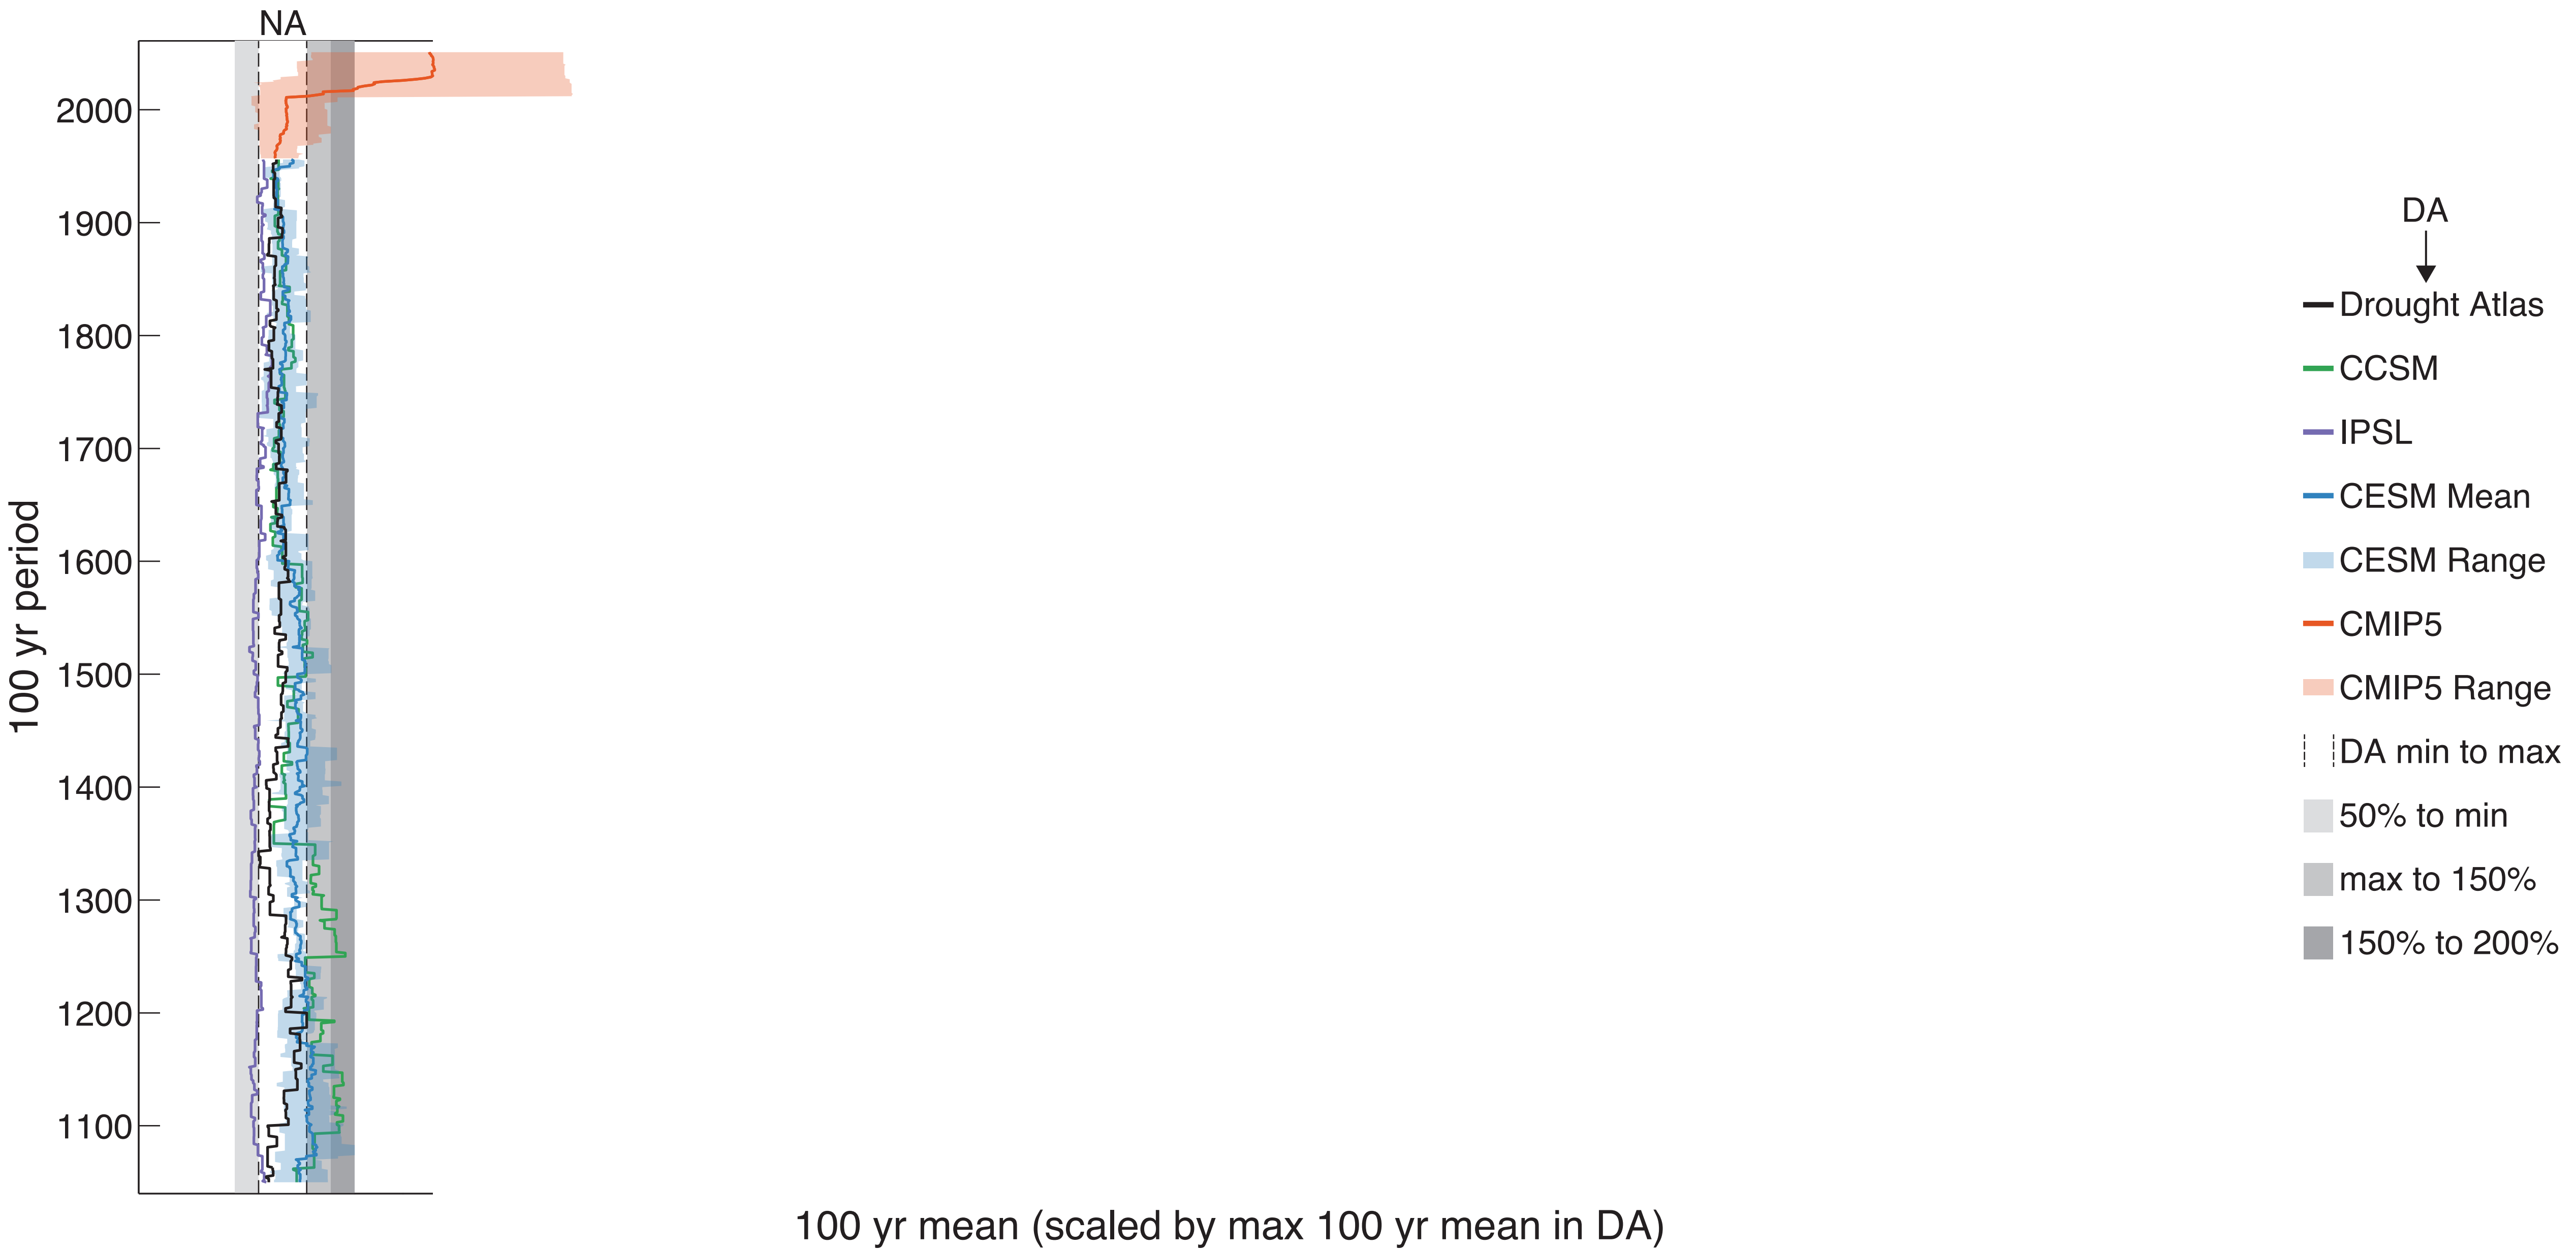 NA
2000
1900
1800
1700
1600
1500
1400
1300
1200
1100
100 yr period
100 yr mean (scaled by max 100 yr mean in DA)
DA
Drought Atlas
CCSM
IPSL
CESM Mean
CESM Range
CMIP5
CMIP5 Range
DA min to max
50% to min
max to 150%
150% to 200%